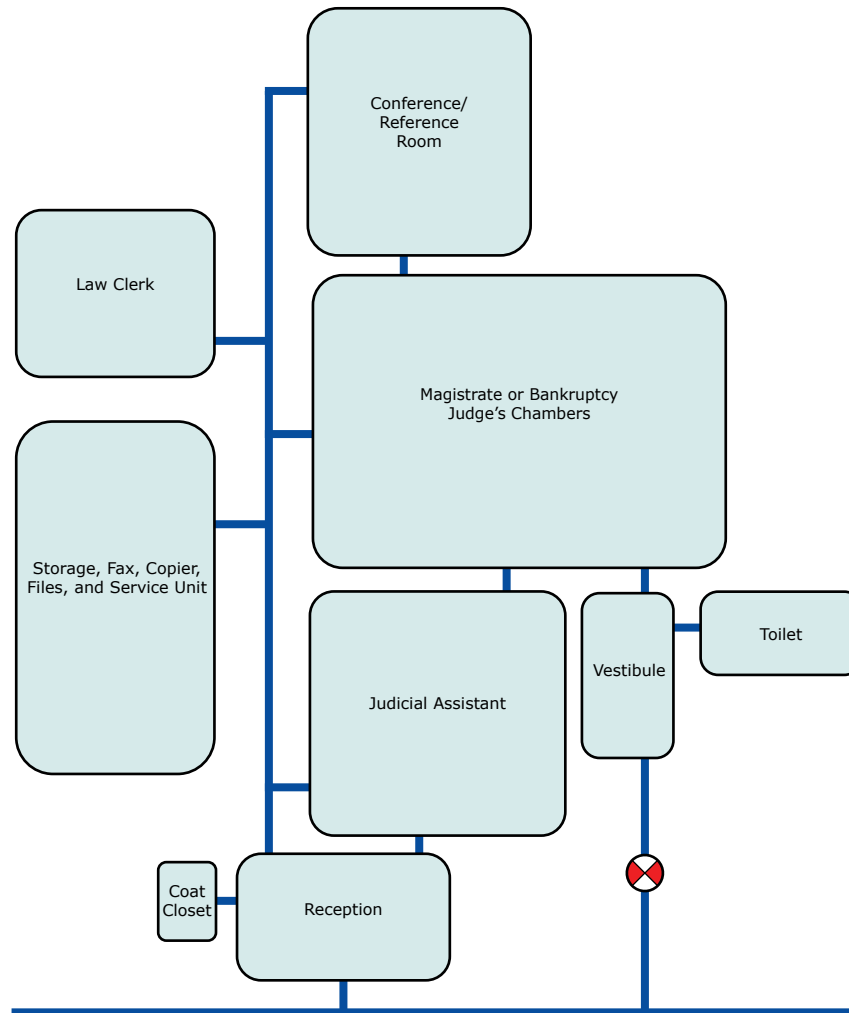 Conference/
Reference
Room
Law Clerk
Magistrate or Bankruptcy
Judge’s Chambers
Storage, Fax, Copier,
Files, and Service Unit
Judicial Assistant
Vestibule
Toilet
Coat
Closet
Reception